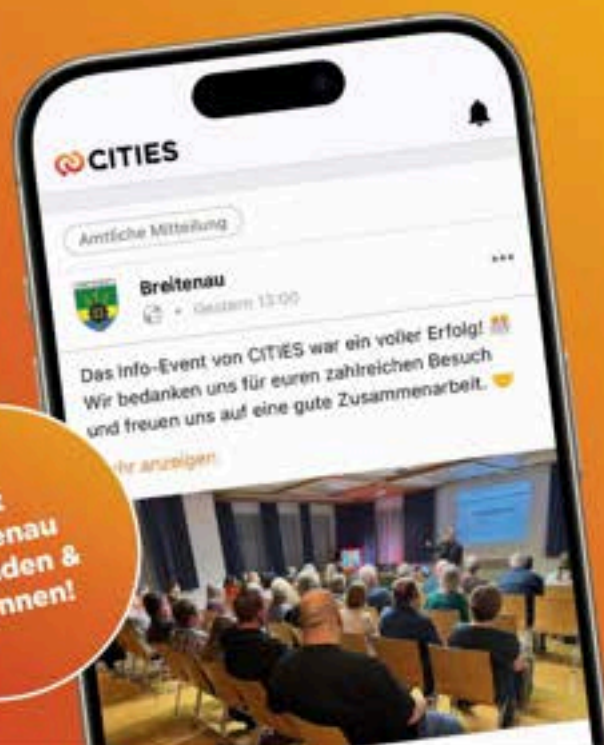 CITIES
Amtliche Mitteilung
Breitenau
Gestern 13:00
Das Info-Event von CITIES war ein voller Erfolg! 🎊
Wir bedanken uns für euren zahlreichen Besuch
und freuen uns auf eine gute Zusammenarbeit. 🤝
hr anzeigen
enau
den &
nnen!